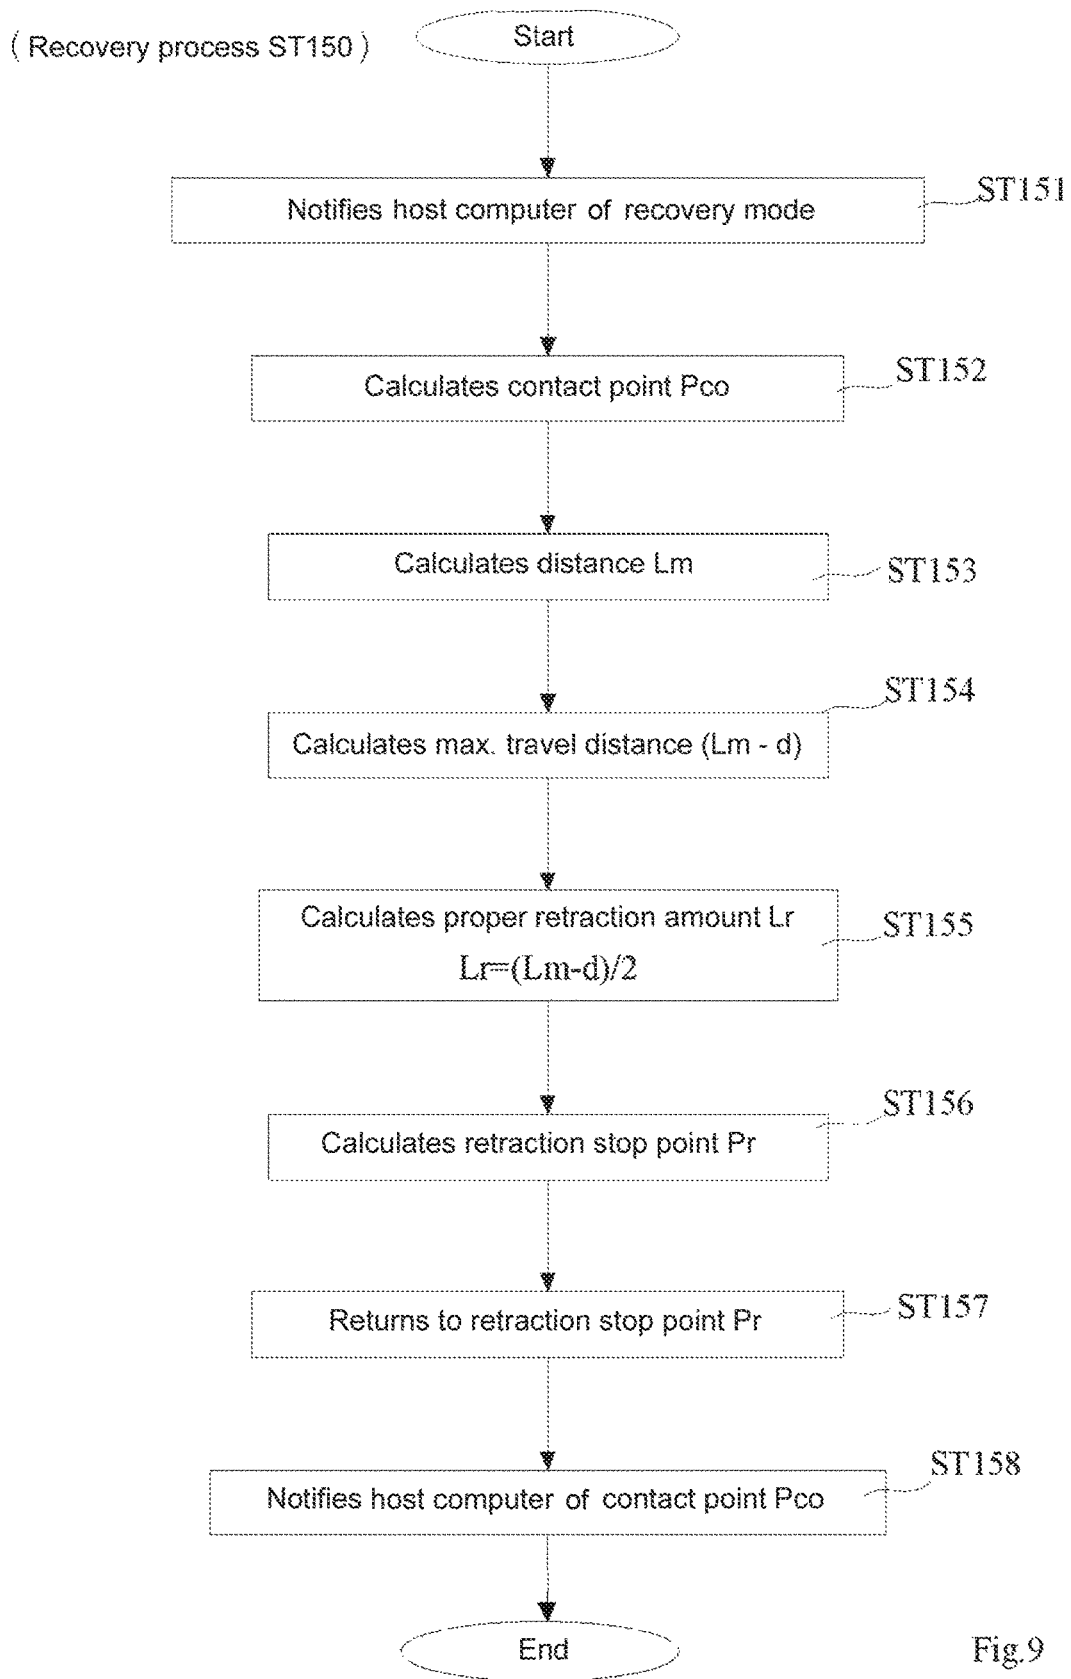 ( Recovery process ST150 )
Start
Notifies host computer of recovery mode
ST151
Calculates contact point Pco
ST152
Calculates distance Lm
ST153
Calculates max. travel distance (Lm - d)
ST154
Calculates proper retraction amount Lr
Lr=(Lm-d)/2
ST155
Calculates retraction stop point Pr
ST156
Returns to retraction stop point Pr
ST157
Notifies host computer of contact point Pco
ST158
End
Fig.9